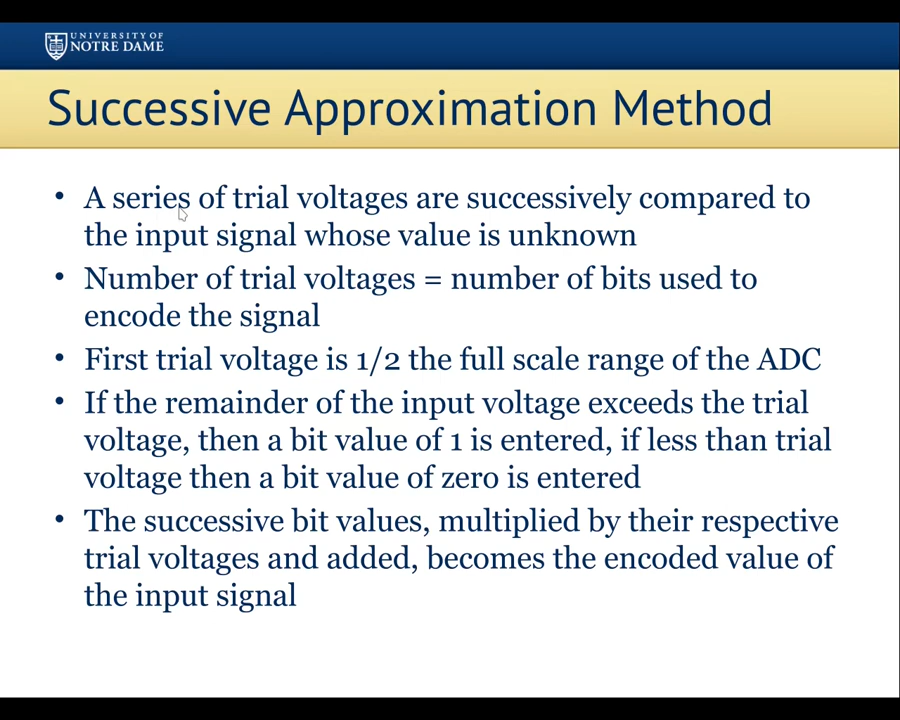 UNIVERSITY OF
NOTRE DAME
Successive Approximation Method
• A series of trial voltages are successively compared to
the input signal whose value is unknown
• Number of trial voltages = number of bits used to
encode the signal
• First trial voltage is 1/2 the full scale range of the ADC
• If the remainder of the input voltage exceeds the trial
voltage, then a bit value of 1 is entered, if less than trial
voltage then a bit value of zero is entered
• The successive bit values, multiplied by their respective
trial voltages and added, becomes the encoded value of
the input signal